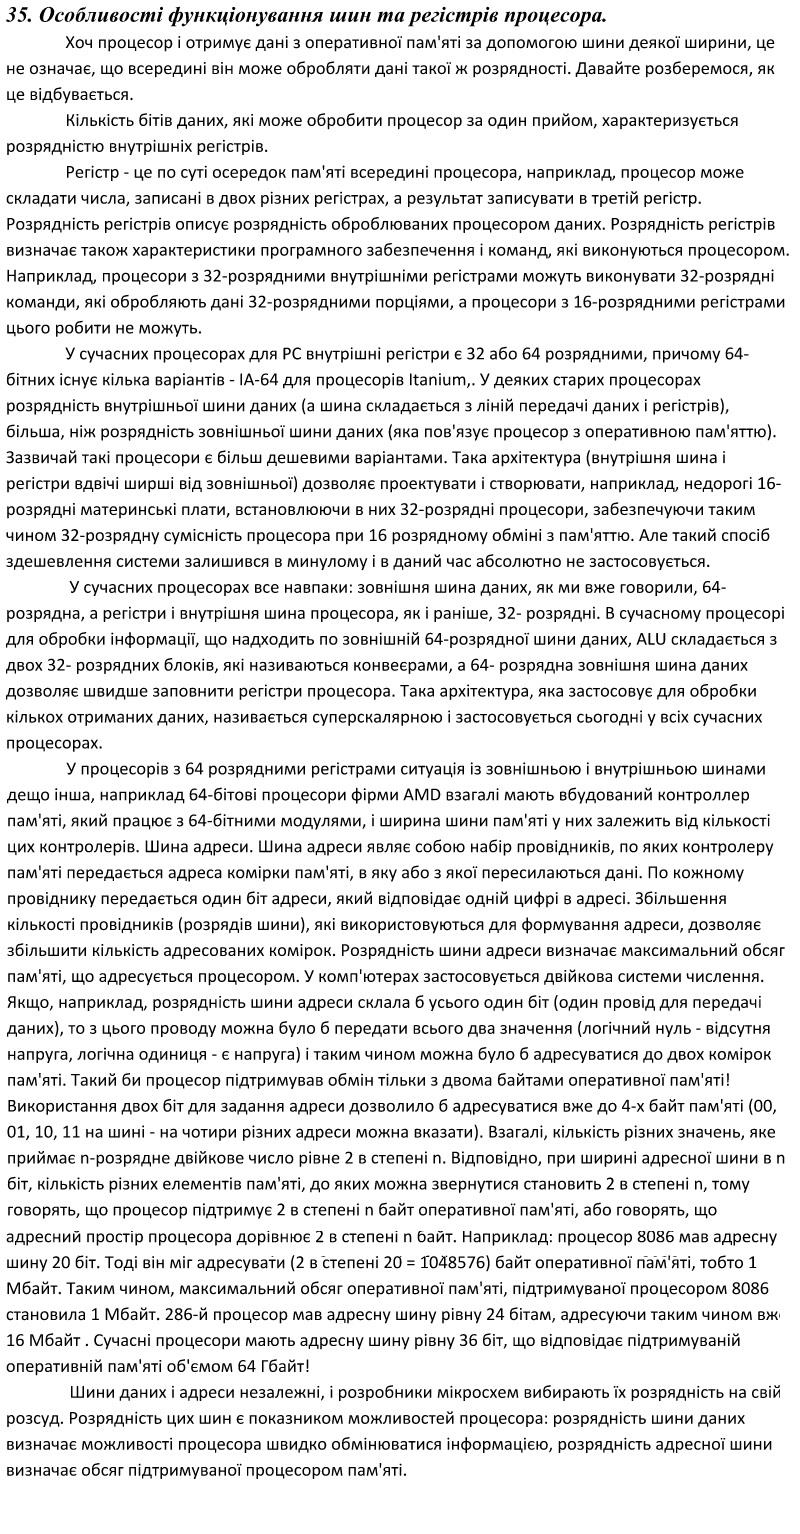 35. Особливості функціонування шин та регістрів процесора.
Хоч процесор і отримує дані з оперативної пам'яті за допомогою шини деякої ширини, це
не означає, що всередині він може обробляти дані такої ж розрядності. Давайте розберемося, як
це відбувається.
Кількість бітів даних, які може обробити процесор за один прийом, характеризується
розрядністю внутрішніх регістрів.
Регістр - це по суті осередок пам'яті всередині процесора, наприклад, процесор може
складати числа, записані в двох різних регістрах, а результат записувати в третій регістр.
Розрядність регістрів описує розрядність оброблюваних процесором даних. Розрядність регістрів
визначає також характеристики програмного забезпечення і команд, які виконуються процесором.
Наприклад, процесори з 32-розрядними внутрішніми регістрами можуть виконувати 32-розрядні
команди, які обробляють дані 32-розрядними порціями, а процесори з 16-розрядними регістрами
цього робити не можуть.
У сучасних процесорах для PC внутрішні регістри є 32 або 64 розрядними, причому 64-
бітних існує кілька варіантів - IA-64 для процесорів Itanium,. У деяких старих процесорах
розрядність внутрішньої шини даних (а шина складається з ліній передачі даних і регістрів),
більша, ніж розрядність зовнішньої шини даних (яка пов'язує процесор з оперативною пам'яттю).
Зазвичай такі процесори є більш дешевими варіантами. Така архітектура (внутрішня шина і
регістри вдвічі ширші від зовнішньої) дозволяє проектувати і створювати, наприклад, недорогі 16-
розрядні материнські плати, встановлюючи в них 32-розрядні процесори, забезпечуючи таким
чином 32-розрядну сумісність процесора при 16 розрядному обміні з пам'яттю. Але такий спосіб
здешевлення системи залишився в минулому і в даний час абсолютно не застосовується.
У сучасних процесорах все навпаки: зовнішня шина даних, як ми вже говорили, 64-
розрядна, а регістри і внутрішня шина процесора, як і раніше, 32- розрядні. В сучасному процесорі
для обробки інформації, що надходить по зовнішній 64-розрядної шини даних, ALU складається з
двох 32- розрядних блоків, які називаються конвеєрами, а 64- розрядна зовнішня шина даних
дозволяє швидше заповнити регістри процесора. Така архітектура, яка застосовує для обробки
кількох отриманих даних, називається суперскалярною і застосовується сьогодні у всіх сучасних
процесорах.
У процесорів з 64 розрядними регістрами ситуація із зовнішньою і внутрішньою шинами
дещо інша, наприклад 64-бітові процесори фірми AMD взагалі мають вбудований контроллер
пам'яті, який працює з 64-бітними модулями, і ширина шини пам'яті у них залежить від кількості
цих контролерів. Шина адреси. Шина адреси являє собою набір провідників, по яких контролеру
пам'яті передається адреса комірки пам'яті, в яку або з якої пересилаються дані. По кожному
провіднику передається один біт адреси, який відповідає одній цифрі в адресі. Збільшення
кількості провідників (розрядів шини), які використовуються для формування адреси, дозволяє
збільшити кількість адресованих комірок. Розрядність шини адреси визначає максимальний обсяг
пам'яті, що адресується процесором. У комп'ютерах застосовується двійкова системи числення.
Якщо, наприклад, розрядність шини адреси склала б усього один біт (один провід для передачі
даних), то з цього проводу можна було б передати всього два значення (логічний нуль - відсутня
напруга, логічна одиниця - є напруга) і таким чином можна було б адресуватися до двох комірок
пам'яті. Такий би процесор підтримував обмін тільки з двома байтами оперативної пам'яті!
Використання двох біт для задання адреси дозволило б адресуватися вже до 4-х байт пам'яті (00,
01, 10, 11 на шині - на чотири різних адреси можна вказати). Взагалі, кількість різних значень, яке
приймає n-розрядне двійкове число рівне 2 в степені n. Відповідно, при ширині адресної шини в n
біт, кількість різних елементів пам'яті, до яких можна звернутися становить 2 в степені n, тому
говорять, що процесор підтримує 2 в степені n байт оперативної пам'яті, або говорять, що
адресний простір процесора дорівнює 2 в степені n байт. Наприклад: процесор 8086 мав адресну
шину 20 біт. Тоді він міг адресувати (2 в степені 20 = 1048576) байт оперативної пам'яті, тобто 1
Мбайт. Таким чином, максимальний обсяг оперативної пам'яті, підтримуваної процесором 8086
становила 1 Мбайт. 286-й процесор мав адресну шину рівну 24 бітам, адресуючи таким чином вже
16 Мбайт . Сучасні процесори мають адресну шину рівну 36 біт, що відповідає підтримуваній
оперативній пам'яті об'ємом 64 Гбайт!
Шини даних і адреси незалежні, і розробники мікросхем вибирають їх розрядність на свій
розсуд. Розрядність цих шин є показником можливостей процесора: розрядність шини даних
визначає можливості процесора швидко обмінюватися інформацією, розрядність адресної шини
визначає обсяг підтримуваної процесором пам'яті.